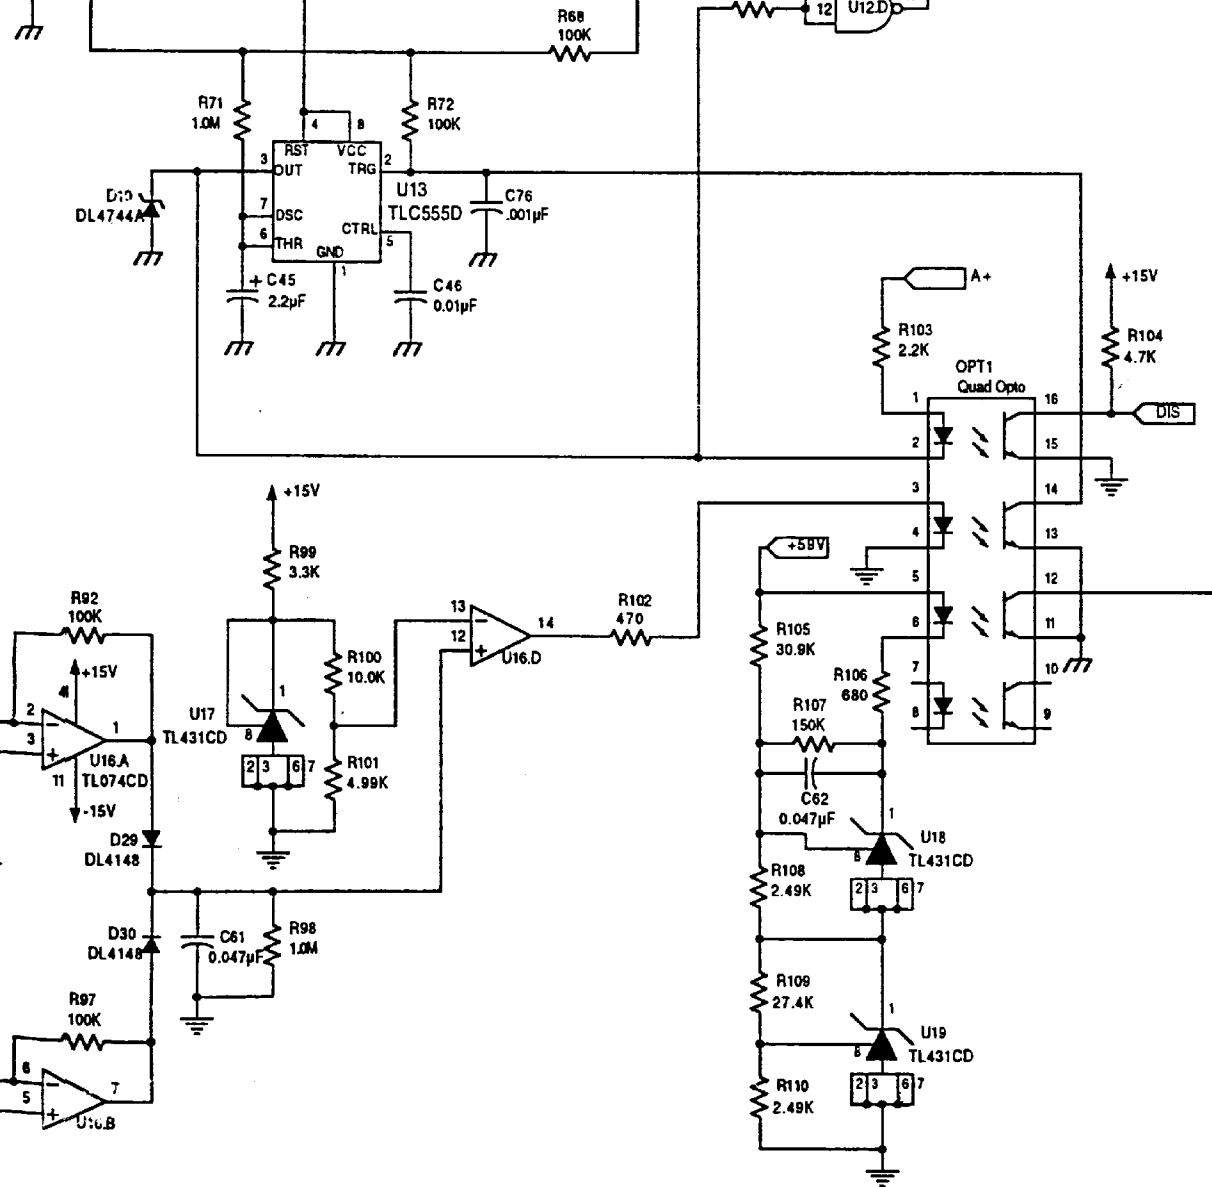 R68
100K
12
U12.D
R71
1.0M
R72
100K
4
8
RST
VCC
3
OUT
TRG
2
U13
TLC555D
C76
.001µF
D10
DL4744A
7
DSC
CTRL
5
6
THR
GND
1
+
C45
2.2µF
C46
0.01µF
A+
+15V
R103
2.2K
R104
4.7K
OPT1
Quad Opto
1
16
DIS
2
15
3
14
4
13
5
12
6
11
7
10
8
9
+15V
R99
3.3K
+59V
R92
100K
+15V
4
2
−
3
+
1
U16.A
TL074CD
11
-15V
U17
TL431CD
1
8
2
3
6
7
R100
10.0K
R101
4.99K
13
−
12
+
14
U16.D
R102
470
R105
30.9K
R106
680
R107
150K
C62
0.047µF
1
U18
8
TL431CD
2
3
6
7
R108
2.49K
D29
DL4148
D30
DL4148
C61
0.047µF
R98
1.0M
R109
27.4K
1
U19
8
TL431CD
2
3
6
7
R110
2.49K
R97
100K
6
−
5
+
7
U16.B